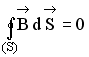 ∮B⃗ d S⃗ = 0
(S)